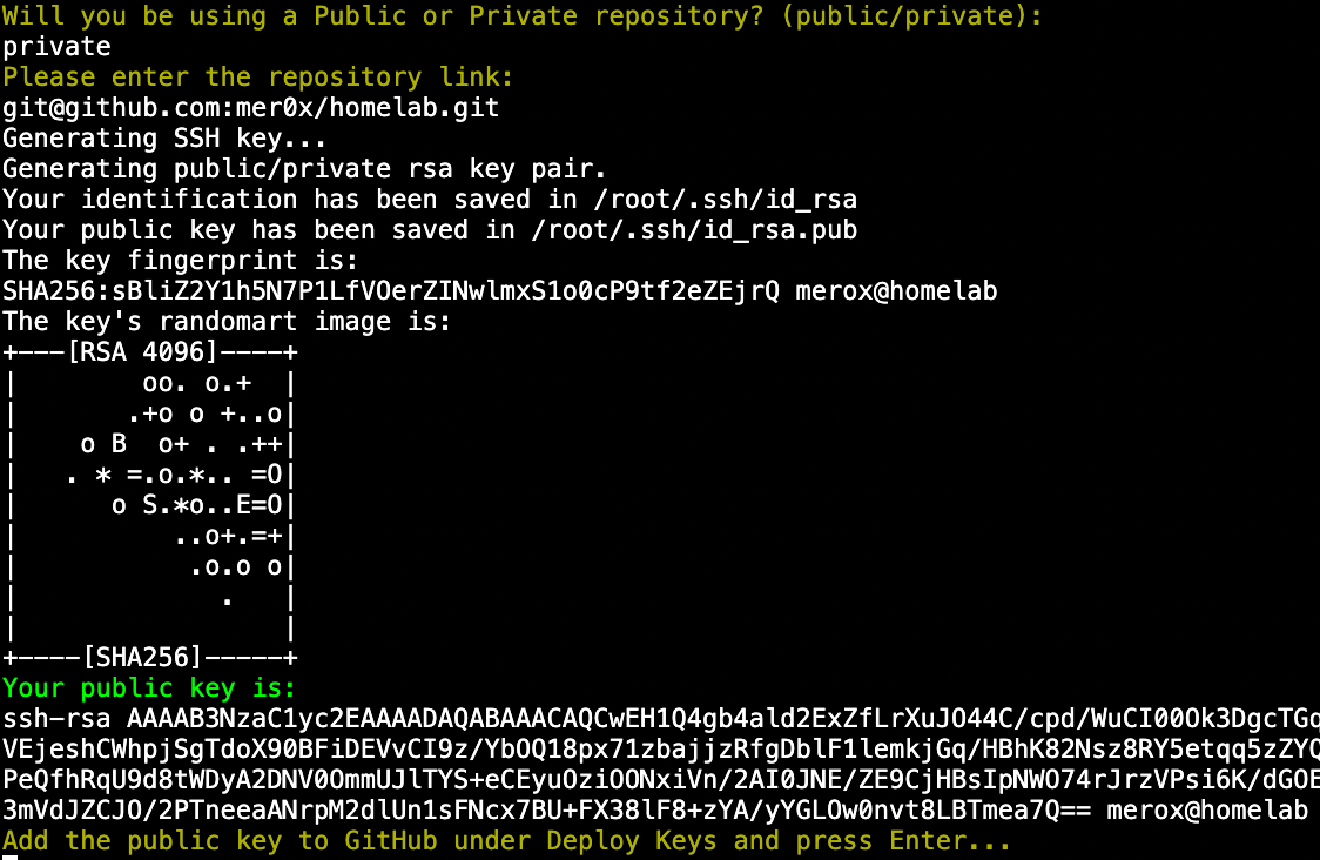 Will you be using a Public or Private repository? (public/private):
private
Please enter the repository link:
git@github.com:mer0x/homelab.git
Generating SSH key...
Generating public/private rsa key pair.
Your identification has been saved in /root/.ssh/id_rsa
Your public key has been saved in /root/.ssh/id_rsa.pub
The key fingerprint is:
SHA256:sBliZ2Y1h5N7P1LfVOerZINwlmxS1o0cP9tf2eZEjrQ merox@homelab
The key's randomart image is:
+---[RSA 4096]----+
|        oo. o.+  |
|       .+o o +..o|
|    o B  o+ . .++|
|   . * =.o.*.. =O|
|      o S.*o..E=O|
|          ..o+.=+|
|           .o.o o|
|             .   |
|                 |
+----[SHA256]-----+
Your public key is:
ssh-rsa AAAAB3NzaC1yc2EAAAADAQABAAACAQCwEH1Q4gb4ald2ExZfLrXuJO44C/cpd/WuCI00Ok3DgcTGq
VEjeshCWhpjSgTdoX90BFiDEVvCI9z/YbOQ18px71zbajjzRfgDblF1lemkjGq/HBhK82Nsz8RY5etqq5zZYQ
PeQfhRqU9d8tWDyA2DNV0OmmUJlTYS+eCEyuOziOONxiVn/2AI0JNE/ZE9CjHBsIpNWO74rJrzVPsi6K/dGOE
3mVdJZCJO/2PTneeaANrpM2dlUn1sFNcx7BU+FX38lF8+zYA/yYGLOw0nvt8LBTmea7Q== merox@homelab
Add the public key to GitHub under Deploy Keys and press Enter...